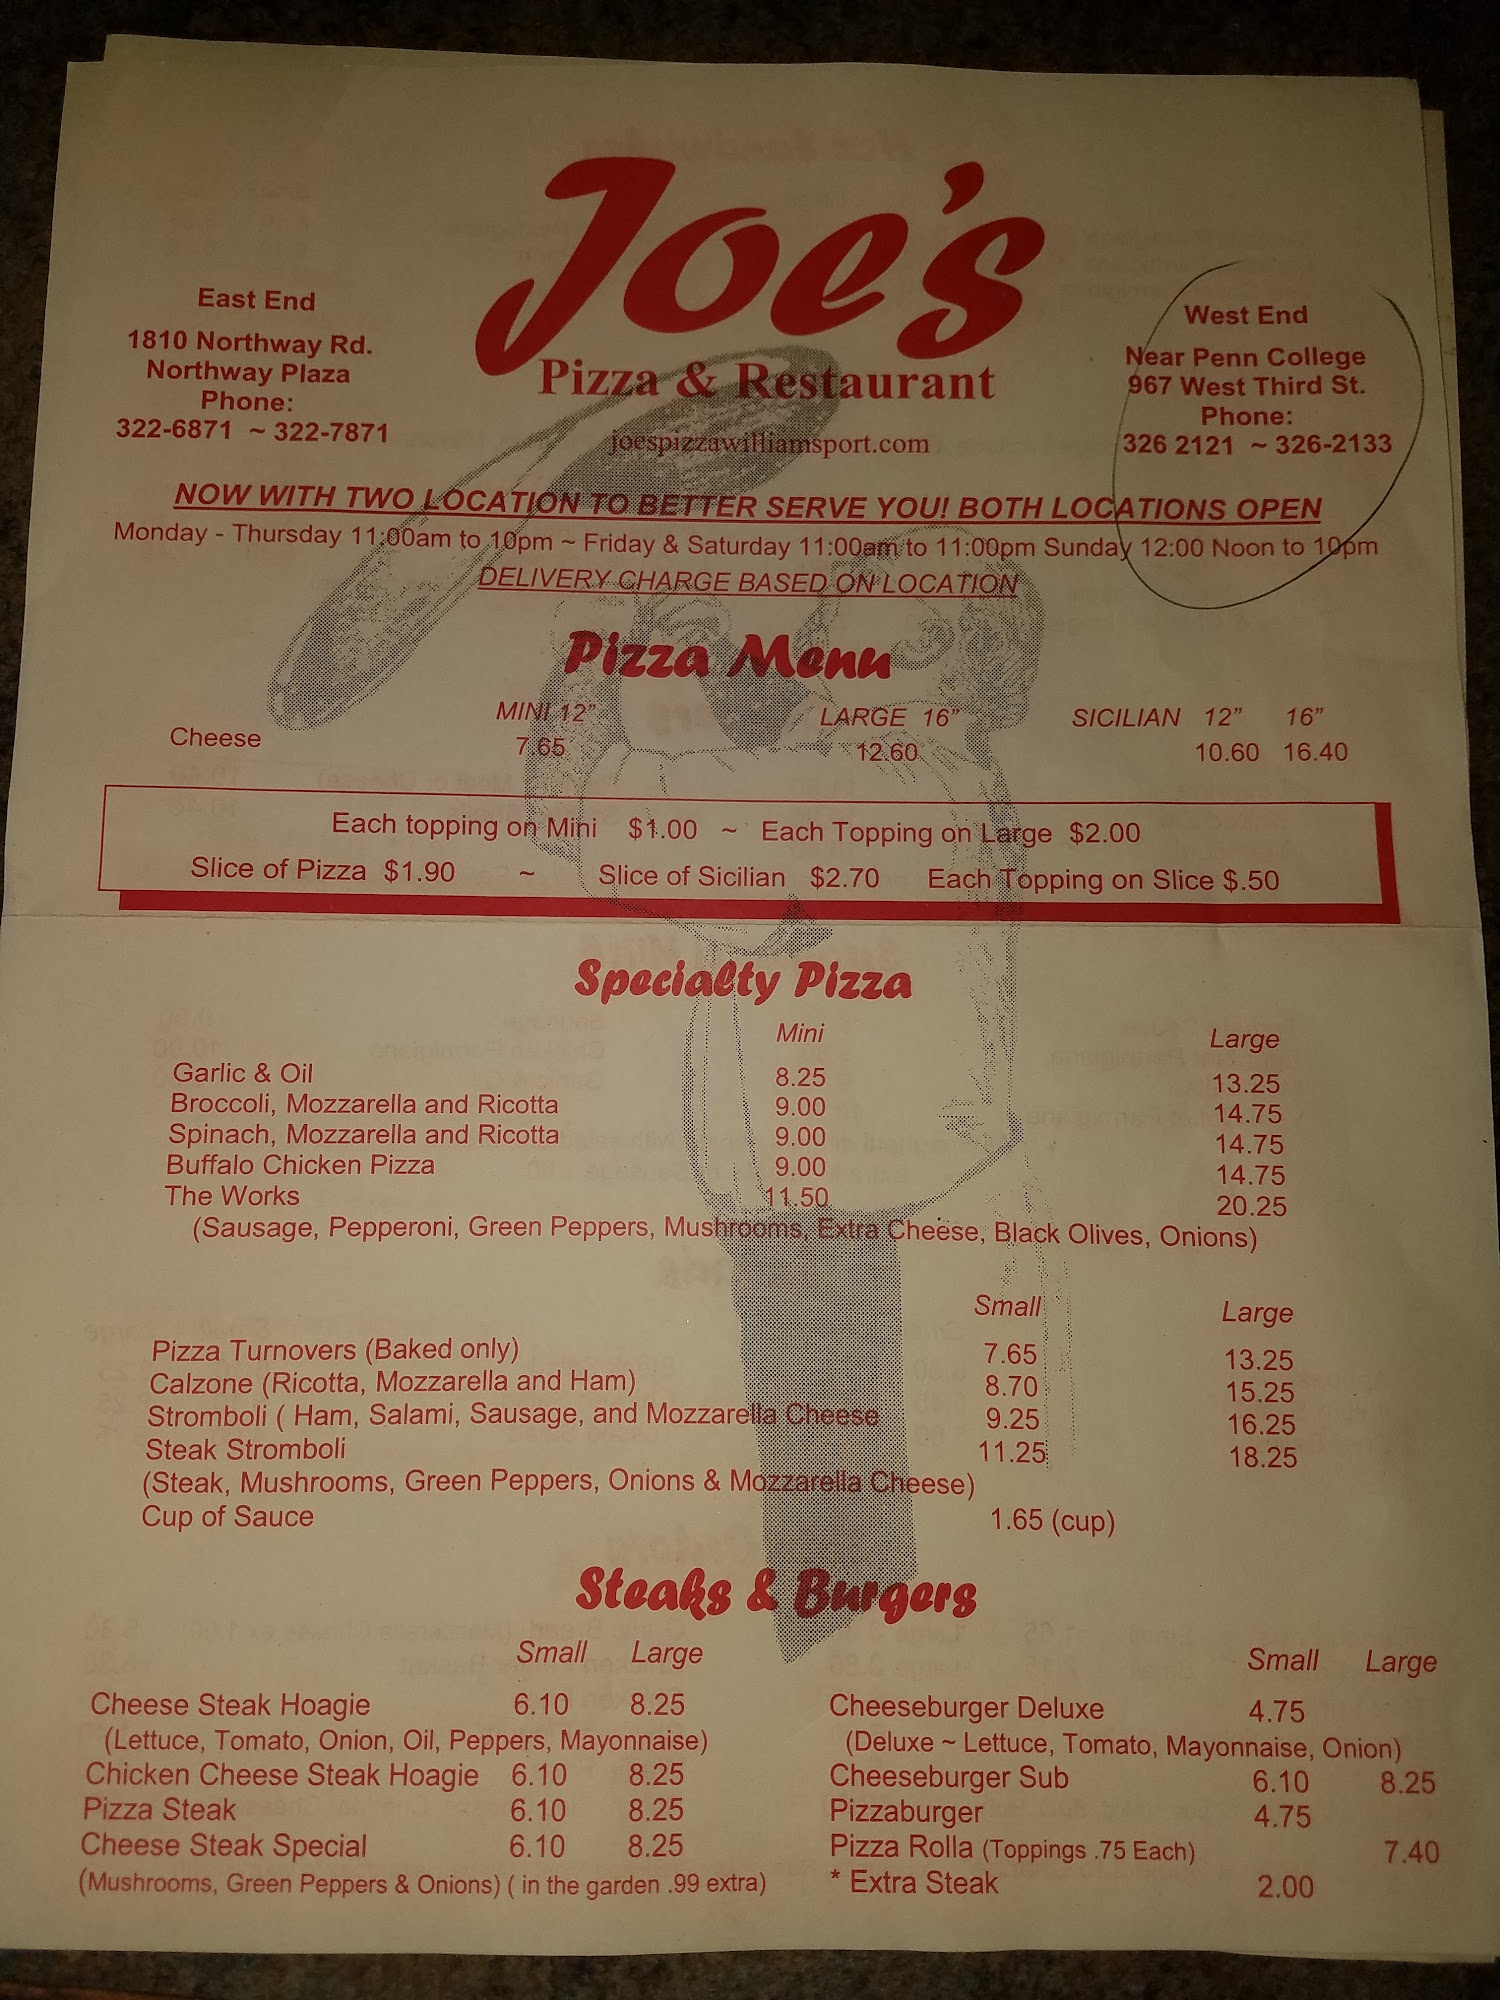 Joe's
Pizza & Restaurant
joespizzawilliamsport.com
East End
1810 Northway Rd.
Northway Plaza
Phone:
322-6871 ~ 322-7871
West End
Near Penn College
967 West Third St.
Phone:
326 2121 ~ 326-2133
NOW WITH TWO LOCATION TO BETTER SERVE YOU! BOTH LOCATIONS OPEN
Monday - Thursday 11:00am to 10pm ~ Friday & Saturday 11:00am to 11:00pm Sunday 12:00 Noon to 10pm
DELIVERY CHARGE BASED ON LOCATION
Pizza Menu
MINI 12" LARGE 16" SICILIAN 12" 16"
Cheese 7.65 12.60 10.60 16.40
Each topping on Mini $1.00 ~ Each Topping on Large $2.00
Slice of Pizza $1.90 ~ Slice of Sicilian $2.70 Each Topping on Slice $.50
Specialty Pizza
Mini Large
Garlic & Oil 8.25 13.25
Broccoli, Mozzarella and Ricotta 9.00 14.75
Spinach, Mozzarella and Ricotta 9.00 14.75
Buffalo Chicken Pizza 9.00 14.75
The Works 11.50 20.25
(Sausage, Pepperoni, Green Peppers, Mushrooms, Extra Cheese, Black Olives, Onions)
Small Large
Pizza Turnovers (Baked only) 7.65 13.25
Calzone (Ricotta, Mozzarella and Ham) 8.70 15.25
Stromboli ( Ham, Salami, Sausage, and Mozzarella Cheese 9.25 16.25
Steak Stromboli 11.25 18.25
(Steak, Mushrooms, Green Peppers, Onions & Mozzarella Cheese)
Cup of Sauce 1.65 (cup)
Steaks & Burgers
Small Large
Cheese Steak Hoagie 6.10 8.25
(Lettuce, Tomato, Onion, Oil, Peppers, Mayonnaise)
Chicken Cheese Steak Hoagie 6.10 8.25
Pizza Steak 6.10 8.25
Cheese Steak Special 6.10 8.25
(Mushrooms, Green Peppers & Onions) ( in the garden .99 extra)
Small Large
Cheeseburger Deluxe 4.75
(Deluxe ~ Lettuce, Tomato, Mayonnaise, Onion)
Cheeseburger Sub 6.10 8.25
Pizzaburger 4.75
Pizza Rolla (Toppings .75 Each) 7.40
* Extra Steak 2.00